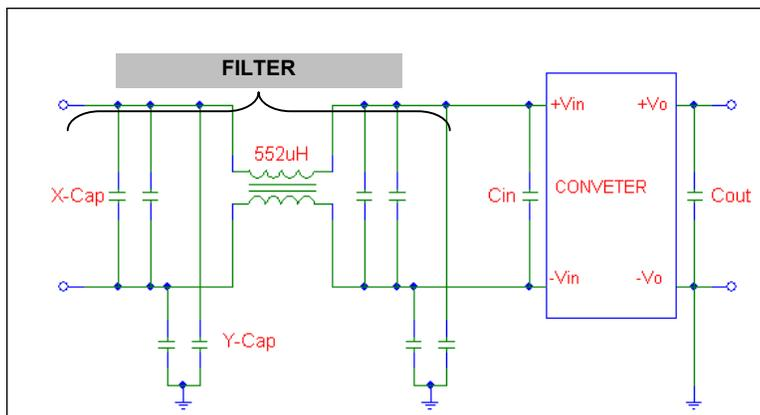 FILTER
552uH
+Vin
+Vo
X-Cap
Cin
CONVETER
Cout
-Vin
-Vo
Y-Cap